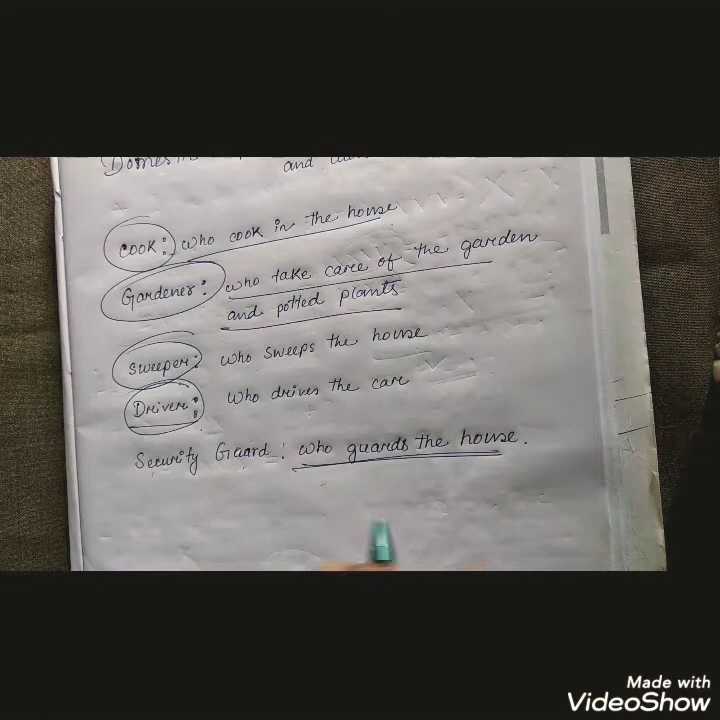 and
cook: who cook in the house
Gardener: who take care of the garden
and potted plants
sweeper: who sweeps the house
Driver: who drives the care
Security Guard: who guards the house.
Made with
VideoShow